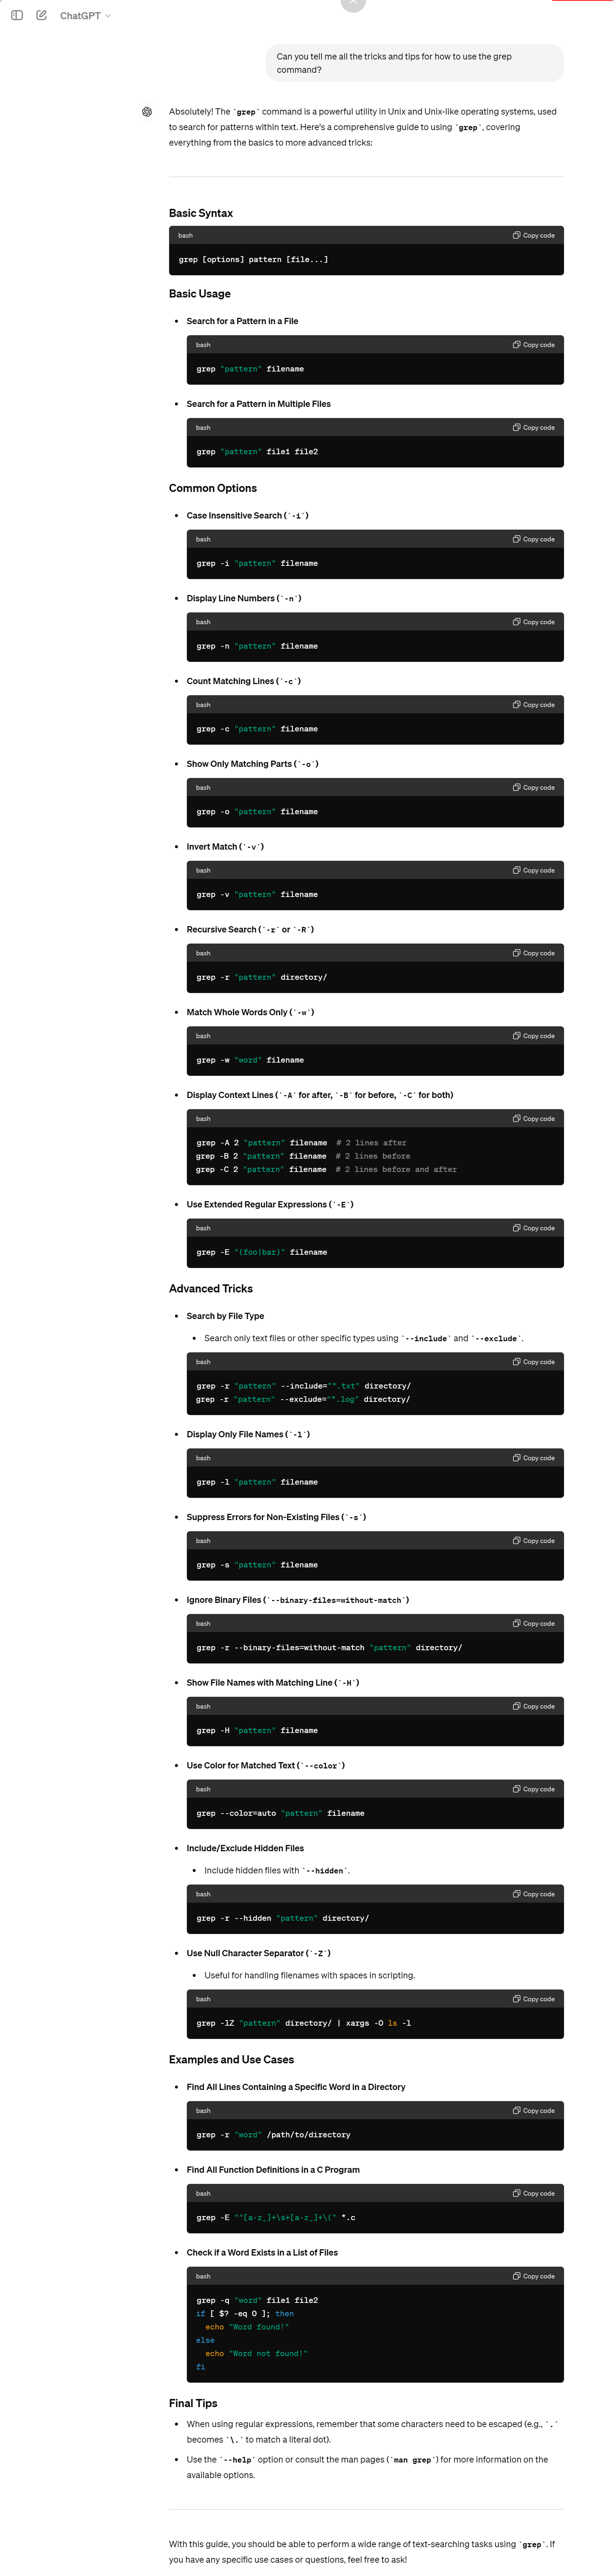 ChatGPT
Can you tell me all the tricks and tips for how to use the grep
command?
Absolutely! The `grep` command is a powerful utility in Unix and Unix-like operating systems, used
to search for patterns within text. Here's a comprehensive guide to using `grep`, covering
everything from the basics to more advanced tricks:
Basic Syntax
bash Copy code
grep [options] pattern [file...]
Basic Usage
• Search for a Pattern in a File
bash Copy code
grep "pattern" filename
• Search for a Pattern in Multiple Files
bash Copy code
grep "pattern" file1 file2
Common Options
• Case Insensitive Search (`-i`)
bash Copy code
grep -i "pattern" filename
• Display Line Numbers (`-n`)
bash Copy code
grep -n "pattern" filename
• Count Matching Lines (`-c`)
bash Copy code
grep -c "pattern" filename
• Show Only Matching Parts (`-o`)
bash Copy code
grep -o "pattern" filename
• Invert Match (`-v`)
bash Copy code
grep -v "pattern" filename
• Recursive Search (`-r` or `-R`)
bash Copy code
grep -r "pattern" directory/
• Match Whole Words Only (`-w`)
bash Copy code
grep -w "word" filename
• Display Context Lines (`-A` for after, `-B` for before, `-C` for both)
bash Copy code
grep -A 2 "pattern" filename  # 2 lines after
grep -B 2 "pattern" filename  # 2 lines before
grep -C 2 "pattern" filename  # 2 lines before and after
• Use Extended Regular Expressions (`-E`)
bash Copy code
grep -E "(foo|bar)" filename
Advanced Tricks
• Search by File Type
• Search only text files or other specific types using `--include` and `--exclude`.
bash Copy code
grep -r "pattern" --include="*.txt" directory/
grep -r "pattern" --exclude="*.log" directory/
• Display Only File Names (`-l`)
bash Copy code
grep -l "pattern" filename
• Suppress Errors for Non-Existing Files (`-s`)
bash Copy code
grep -s "pattern" filename
• Ignore Binary Files (`--binary-files=without-match`)
bash Copy code
grep -r --binary-files=without-match "pattern" directory/
• Show File Names with Matching Line (`-H`)
bash Copy code
grep -H "pattern" filename
• Use Color for Matched Text (`--color`)
bash Copy code
grep --color=auto "pattern" filename
• Include/Exclude Hidden Files
• Include hidden files with `--hidden`.
bash Copy code
grep -r --hidden "pattern" directory/
• Use Null Character Separator (`-Z`)
• Useful for handling filenames with spaces in scripting.
bash Copy code
grep -lZ "pattern" directory/ | xargs -0 ls -l
Examples and Use Cases
• Find All Lines Containing a Specific Word in a Directory
bash Copy code
grep -r "word" /path/to/directory
• Find All Function Definitions in a C Program
bash Copy code
grep -E "^[a-z_]+\s+[a-z_]+\(" *.c
• Check if a Word Exists in a List of Files
bash Copy code
grep -q "word" file1 file2
if [ $? -eq 0 ]; then
  echo "Word found!"
else
  echo "Word not found!"
fi
Final Tips
• When using regular expressions, remember that some characters need to be escaped (e.g., `.`
becomes `\.` to match a literal dot).
• Use the `--help` option or consult the man pages (`man grep`) for more information on the
available options.
With this guide, you should be able to perform a wide range of text-searching tasks using `grep`. If
you have any specific use cases or questions, feel free to ask!